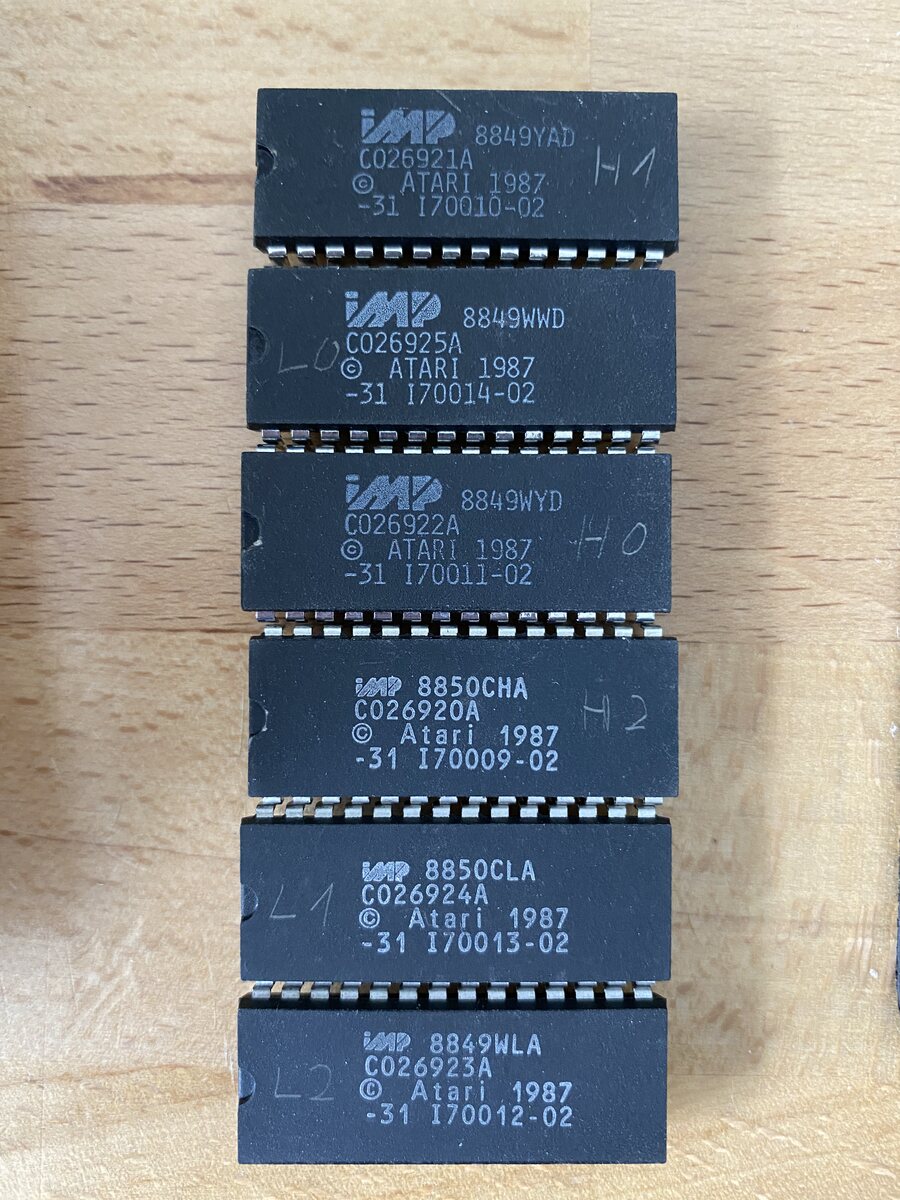 iMP 8849YAD
C026921A
© ATARI 1987
-31 I70010-02
H1
iMP 8849WWD
C026925A
© ATARI 1987
-31 I70014-02
L0
iMP 8849WYD
C026922A
© ATARI 1987
-31 I70011-02
H0
iMP 8850CHA
C026920A
© Atari 1987
-31 I70009-02
H2
iMP 8850CLA
C026924A
© Atari 1987
-31 I70013-02
L1
iMP 8849WLA
C026923A
© Atari 1987
-31 I70012-02
L2